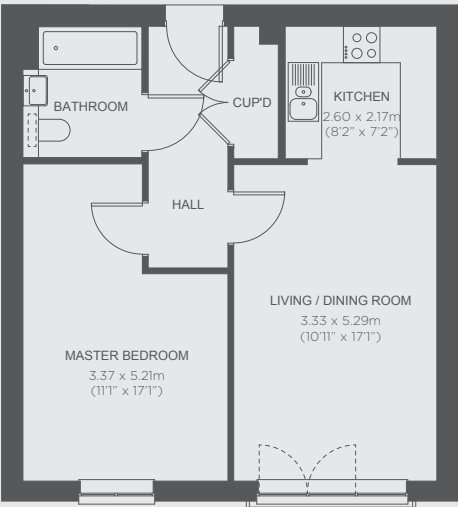 BATHROOM
CUP'D
KITCHEN
2.60 x 2.17m
(8'2" x 7'2")
HALL
LIVING / DINING ROOM
3.33 x 5.29m
(10'11" x 17'1")
MASTER BEDROOM
3.37 x 5.21m
(11'1" x 17'1")